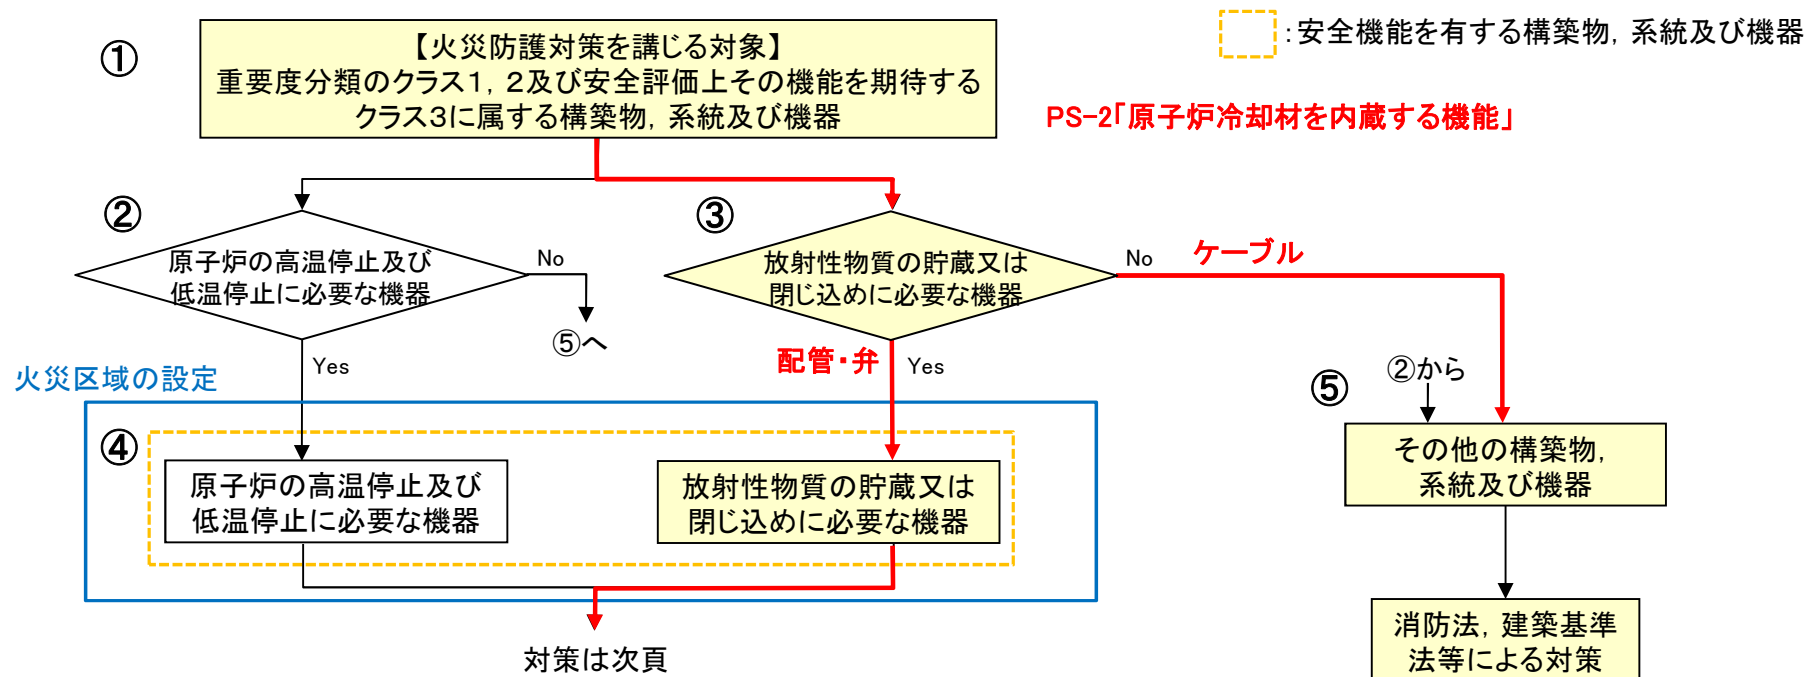 ①
【火災防護対策を講じる対象】
重要度分類のクラス1，2及び安全評価上その機能を期待する
クラス3に属する構築物，系統及び機器
：安全機能を有する構築物，系統及び機器
PS-2「原子炉冷却材を内蔵する機能」
②
原子炉の高温停止及び
低温停止に必要な機器
No
⑤へ
Yes
③
放射性物質の貯蔵又は
閉じ込めに必要な機器
No
ケーブル
配管・弁
Yes
火災区域の設定
④
原子炉の高温停止及び
低温停止に必要な機器
放射性物質の貯蔵又は
閉じ込めに必要な機器
対策は次頁
⑤
②から
その他の構築物，
系統及び機器
消防法，建築基準
法等による対策